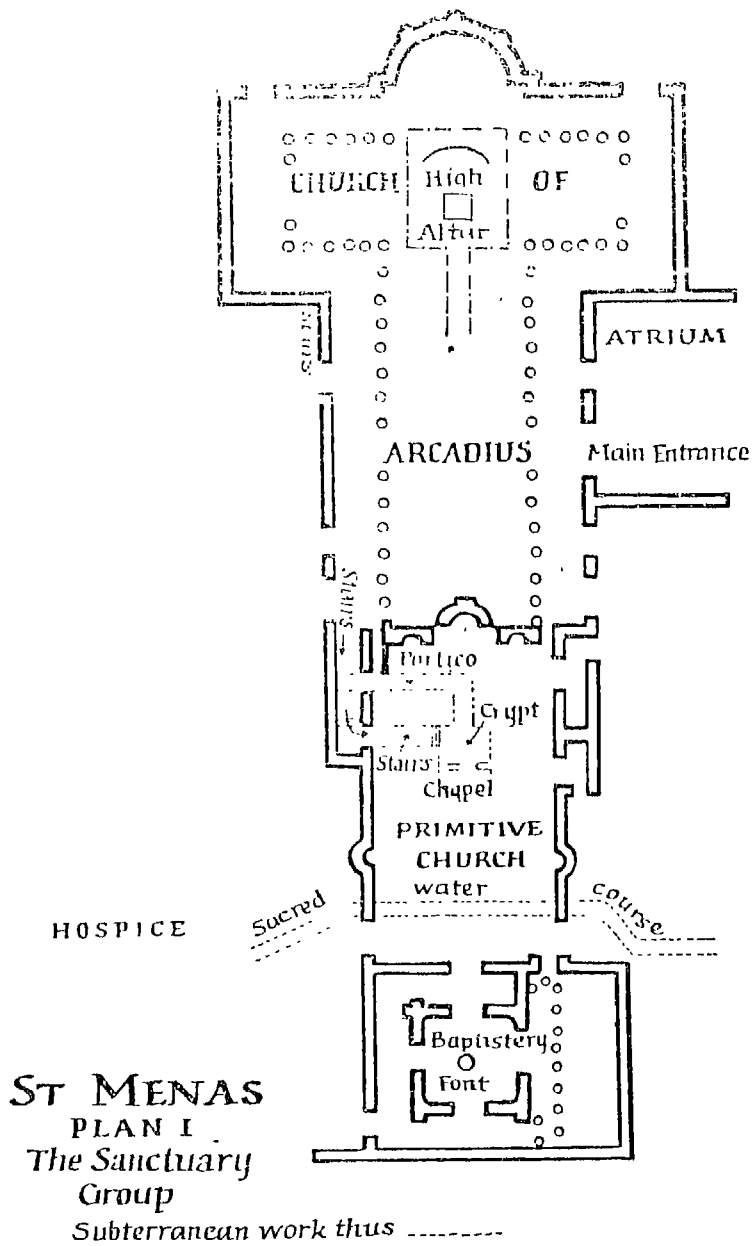 CHURCH High OF
Altar
Stairs
ATRIUM
ARCADIUS Main Entrance
Stairs
Portico
Crypt
Stairs
Chapel
PRIMITIVE
CHURCH
HOSPICE Sacred water course
Baptistery
Font
ST MENAS
PLAN I
The Sanctuary
Group
Subterranean work thus -------